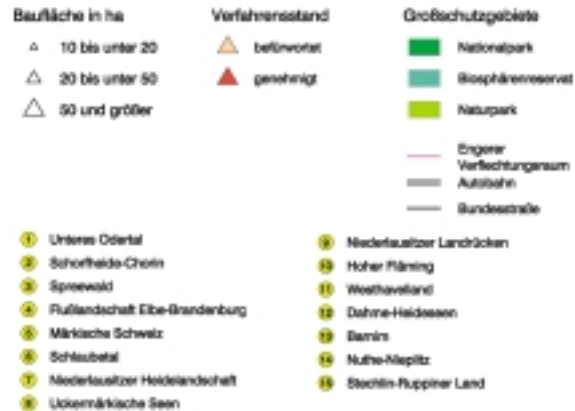 Baufläche in ha
10 bis unter 20
20 bis unter 50
50 und größer
Verfahrensstand
befürwortet
genehmigt
Großschutzgebiete
Nationalpark
Biosphärenreservat
Naturpark
Engerer
Verflechtungsraum
Autobahn
Bundesstraße
1 Unteres Odertal
2 Schorfheide-Chorin
3 Spreewald
4 Flußlandschaft Elbe-Brandenburg
5 Märkische Schweiz
6 Schlaubetal
7 Niederlausitzer Heidelandschaft
8 Uckermärkische Seen
9 Niederlausitzer Landrücken
10 Hoher Fläming
11 Westhavelland
12 Dahme-Heideseen
13 Barnim
14 Nuthe-Nieplitz
15 Stechlin-Ruppiner Land